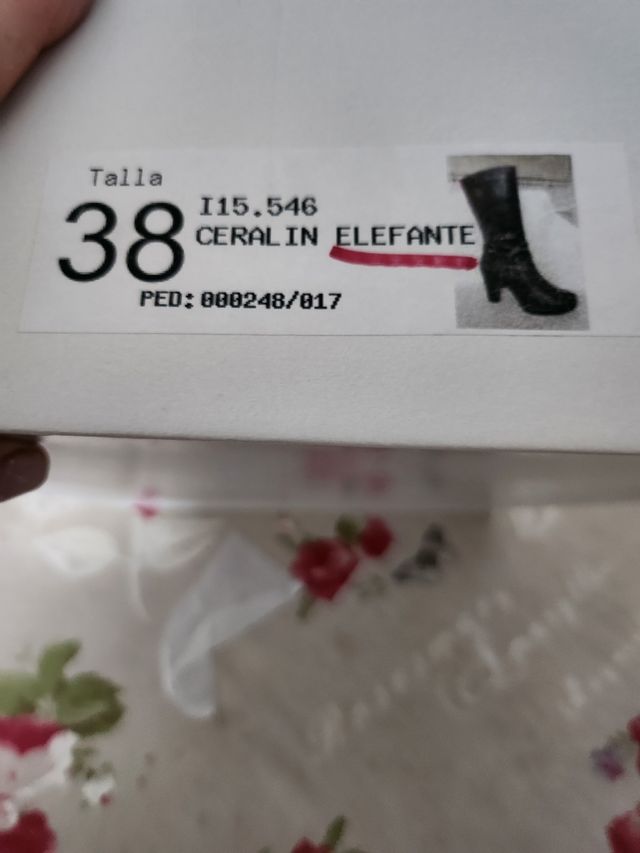 Talla
38
I15.546
CERALIN ELEFANTE
PED:000248/017